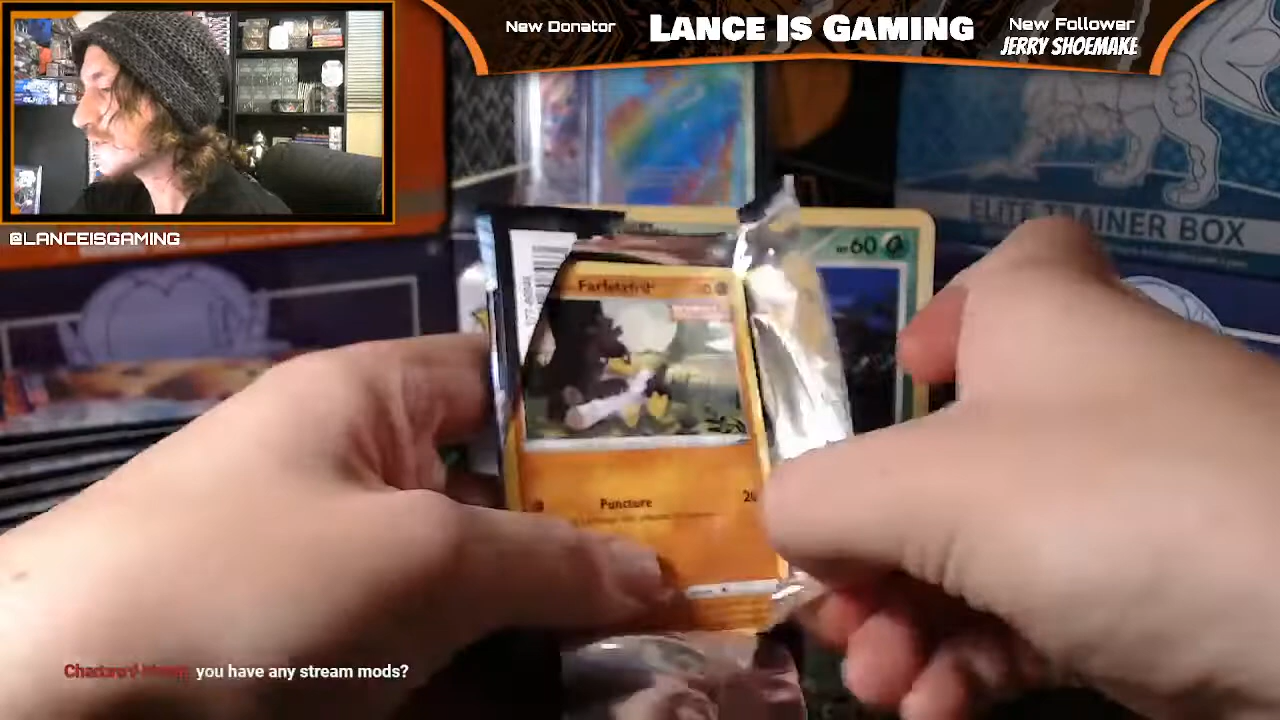 New Donator
LANCE IS GAMING
New Follower
JERRY SHOEMAKE
@LANCEISGAMING
ELITE TRAINER BOX
60
Puncture
20
you have any stream mods?